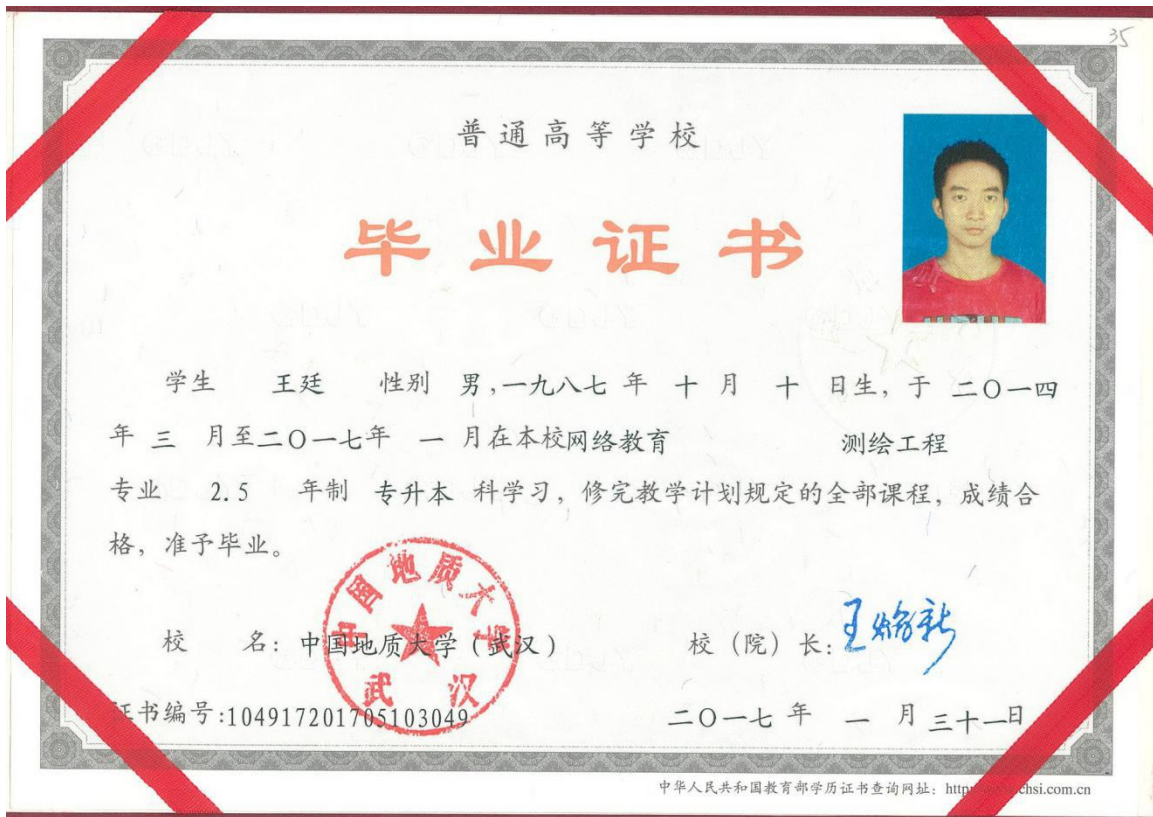 35
普通高等学校
毕业证书
学生 王廷 性别 男,一九八七 年 十 月 十 日生, 于 二〇一四
年 三 月至二〇一七年 一 月在本校网络教育 测绘工程
专业 2.5 年制 专升本 科学习, 修完教学计划规定的全部课程, 成绩合
格, 准予毕业。
中国地质大学
武汉
校 名: 中国地质大学 (武汉) 校 (院) 长: 王焰新
证书编号:104917201705103049 二〇一七 年 一 月 三十一日
中华人民共和国教育部学历证书查询网址: http chsi.com.cn